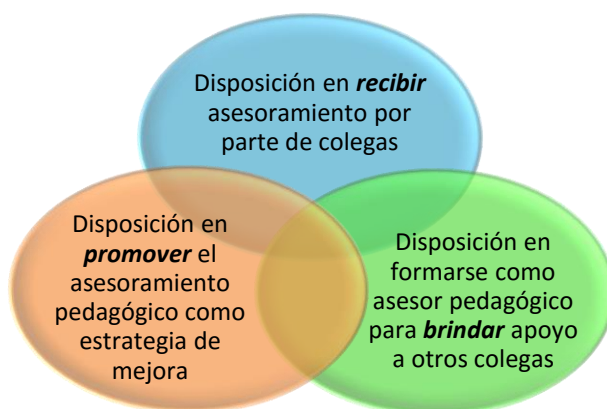 Disposición en recibir
asesoramiento por
parte de colegas
Disposición en
promover el
asesoramiento
pedagógico como
estrategia de
mejora
Disposición en
formarse como
asesor pedagógico
para brindar apoyo
a otros colegas